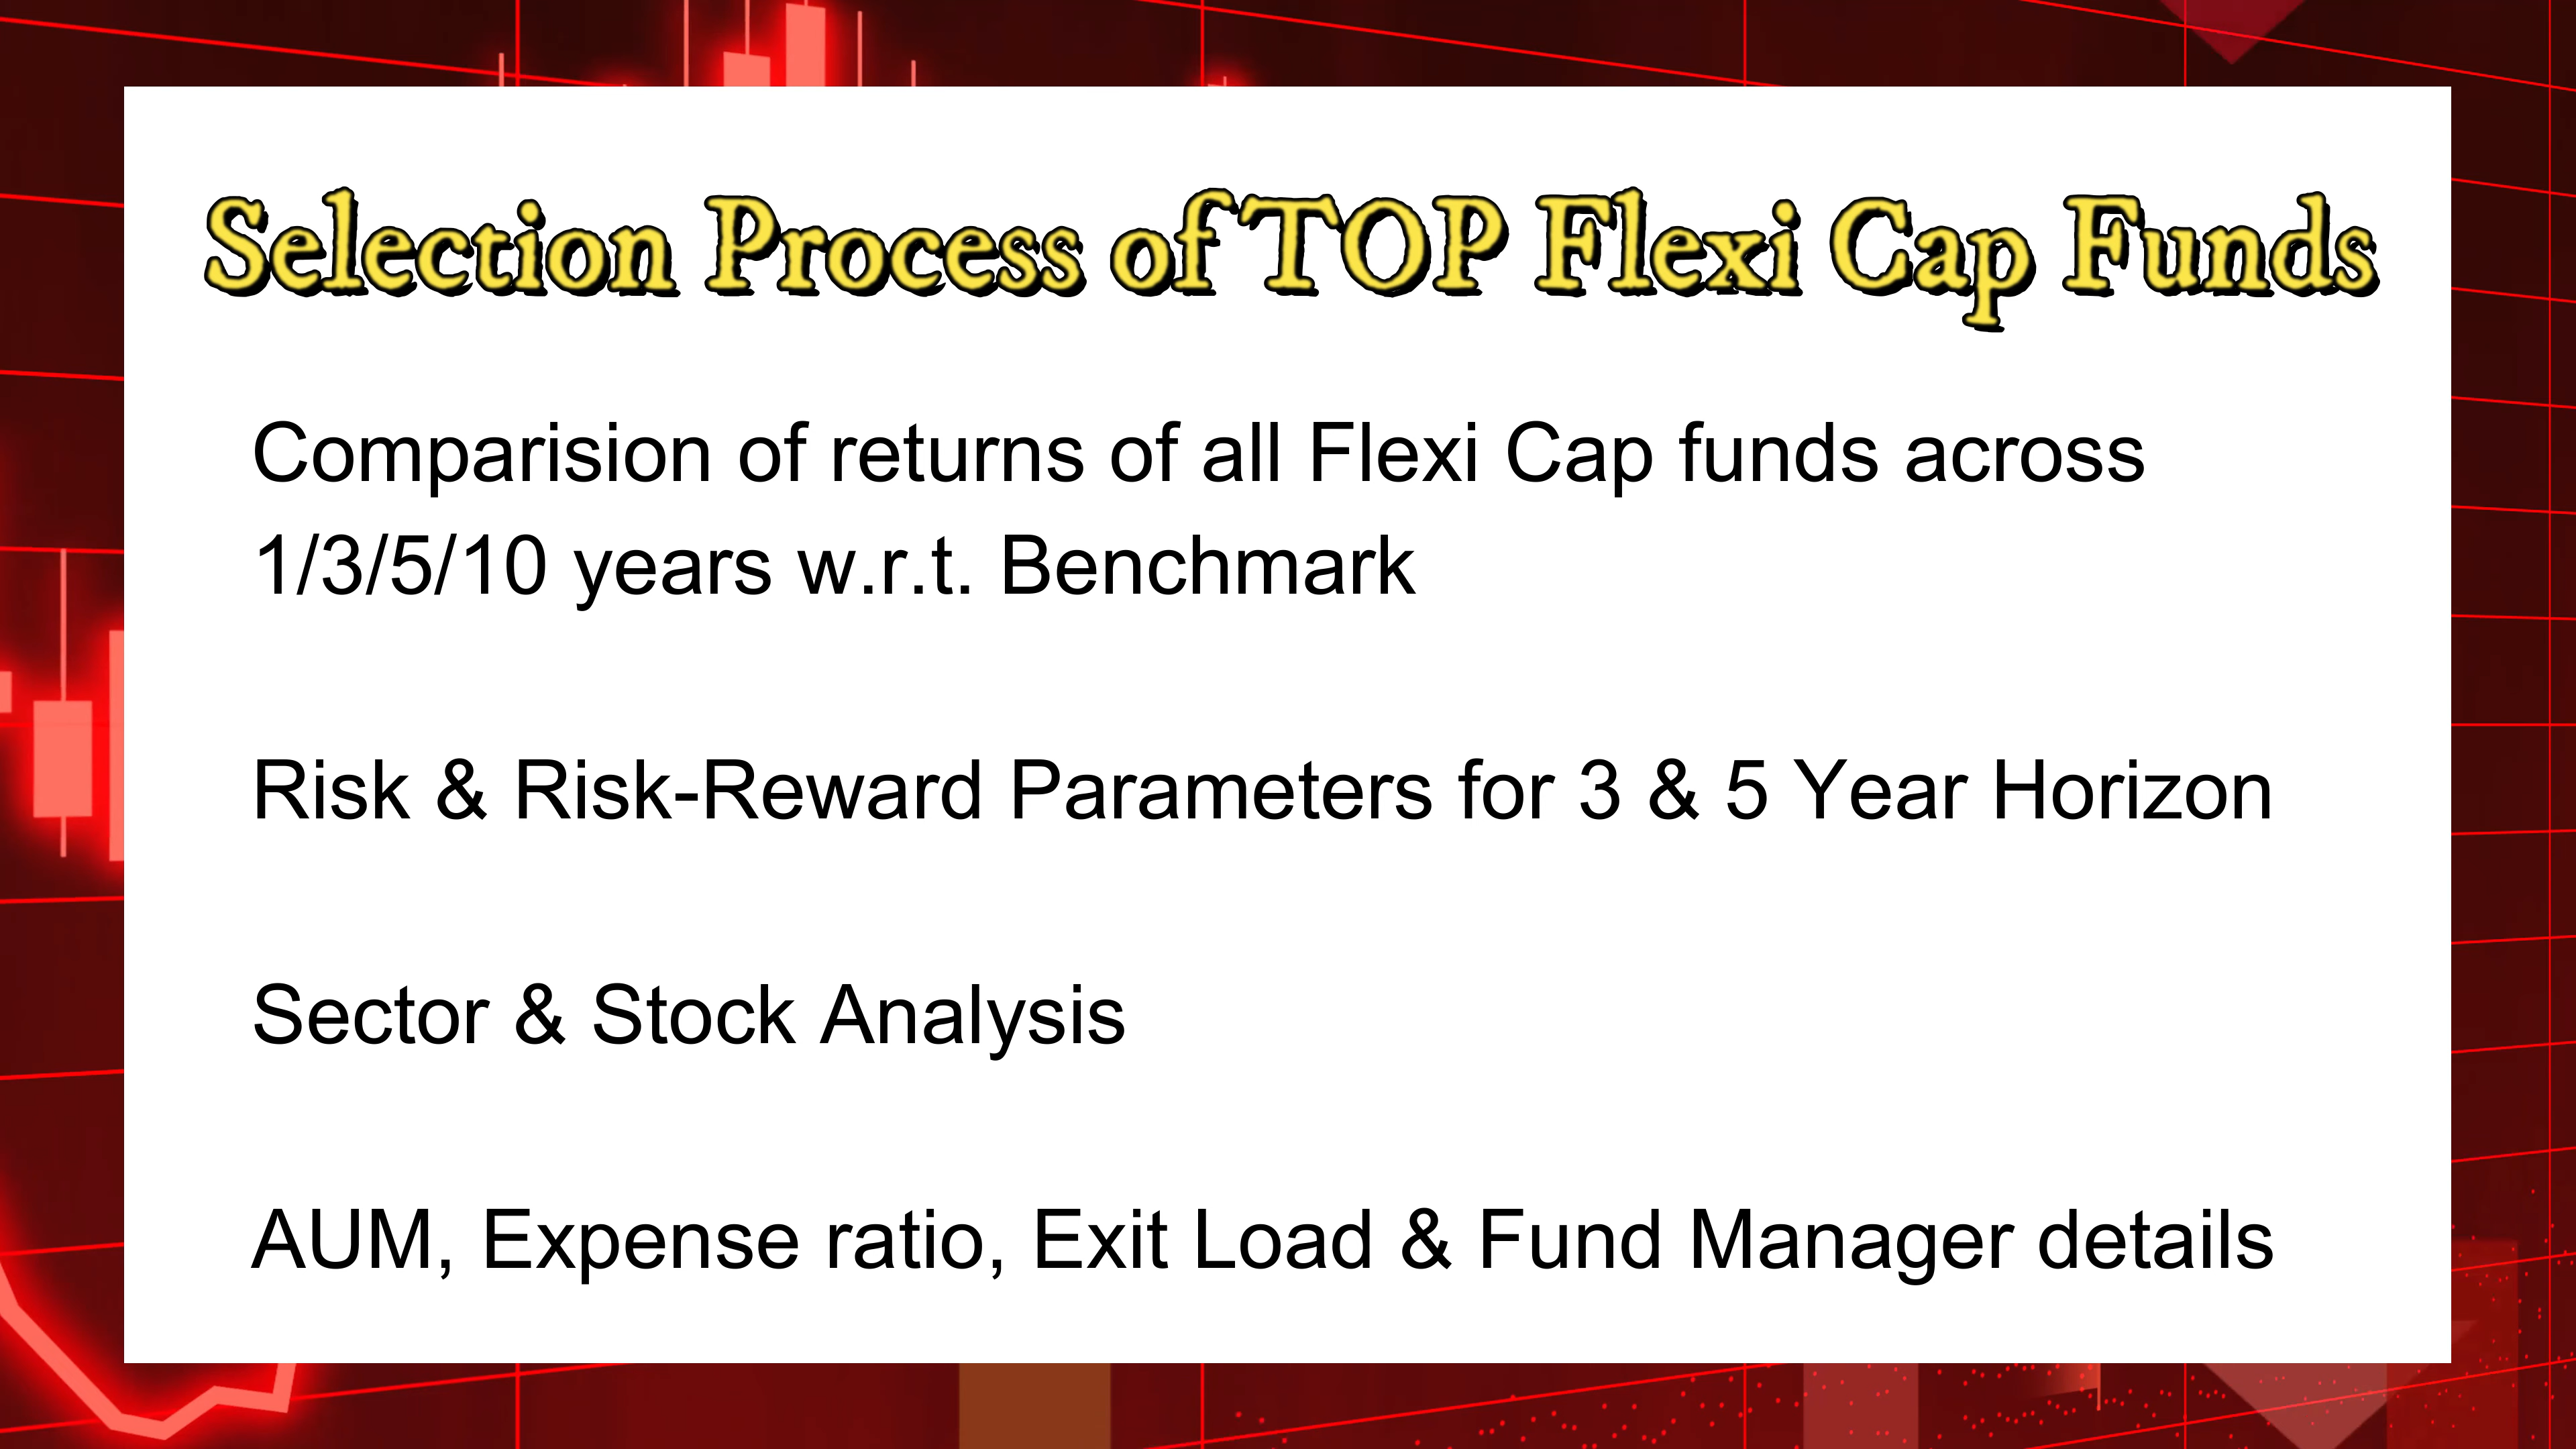 Selection Process of TOP Flexi Cap Funds
Comparision of returns of all Flexi Cap funds across
1/3/5/10 years w.r.t. Benchmark
Risk & Risk-Reward Parameters for 3 & 5 Year Horizon
Sector & Stock Analysis
AUM, Expense ratio, Exit Load & Fund Manager details